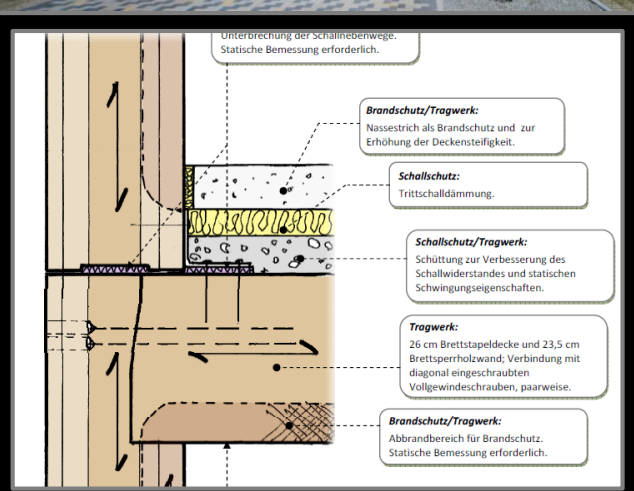 Unterbrechung der Schallnebenwege.
Statische Bemessung erforderlich.
Brandschutz/Tragwerk:
Nassestrich als Brandschutz und zur
Erhöhung der Deckensteifigkeit.
Schallschutz:
Trittschalldämmung.
Schallschutz/Tragwerk:
Schüttung zur Verbesserung des
Schallwiderstandes und statischen
Schwingungseigenschaften.
Tragwerk:
26 cm Brettstapeldecke und 23,5 cm
Brettsperrholzwand; Verbindung mit
diagonal eingeschraubten
Vollgewindeschrauben, paarweise.
Brandschutz/Tragwerk:
Abbrandbereich für Brandschutz.
Statische Bemessung erforderlich.